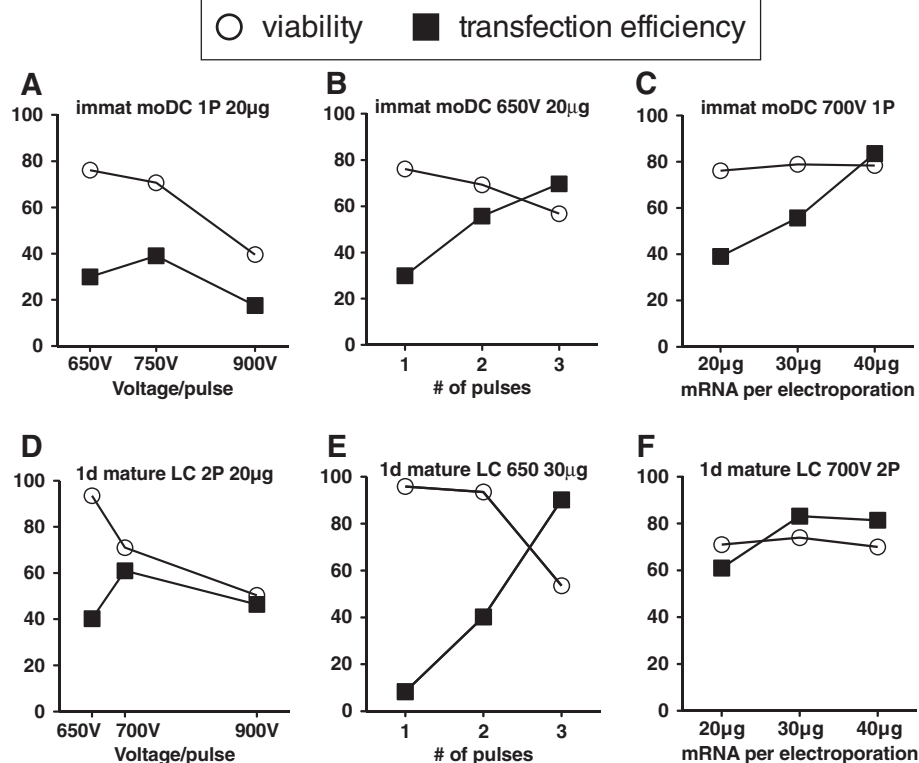 viability transfection efficiency
A
immat moDC 1P 20µg
100
80
60
40
20
0
650V 750V 900V
Voltage/pulse
B
immat moDC 650V 20µg
100
80
60
40
20
0
1 2 3
# of pulses
C
immat moDC 700V 1P
100
80
60
40
20
0
20µg 30µg 40µg
mRNA per electroporation
D
1d mature LC 2P 20µg
100
80
60
40
20
0
650V 700V 900V
Voltage/pulse
E
1d mature LC 650 30µg
100
80
60
40
20
0
1 2 3
# of pulses
F
1d mature LC 700V 2P
100
80
60
40
20
0
20µg 30µg 40µg
mRNA per electroporation